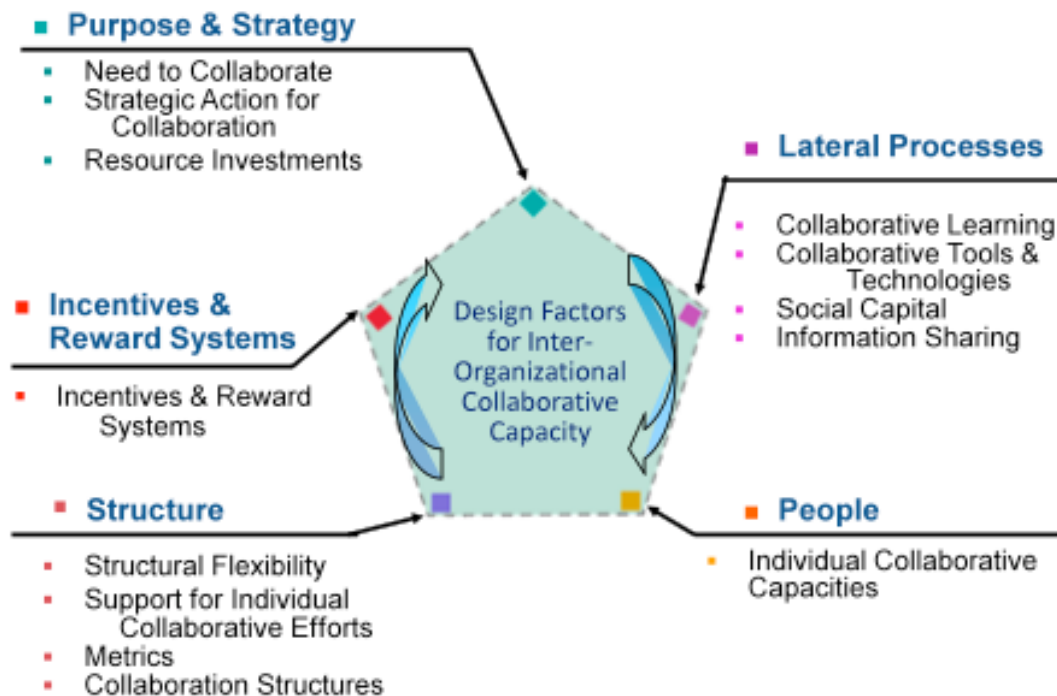 Purpose & Strategy
Need to Collaborate
Strategic Action for
Collaboration
Resource Investments
Lateral Processes
Collaborative Learning
Collaborative Tools &
Technologies
Social Capital
Information Sharing
Incentives &
Reward Systems
Incentives & Reward
Systems
Design Factors
for Inter-
Organizational
Collaborative
Capacity
Structure
Structural Flexibility
Support for Individual
Collaborative Efforts
Metrics
Collaboration Structures
People
Individual Collaborative
Capacities